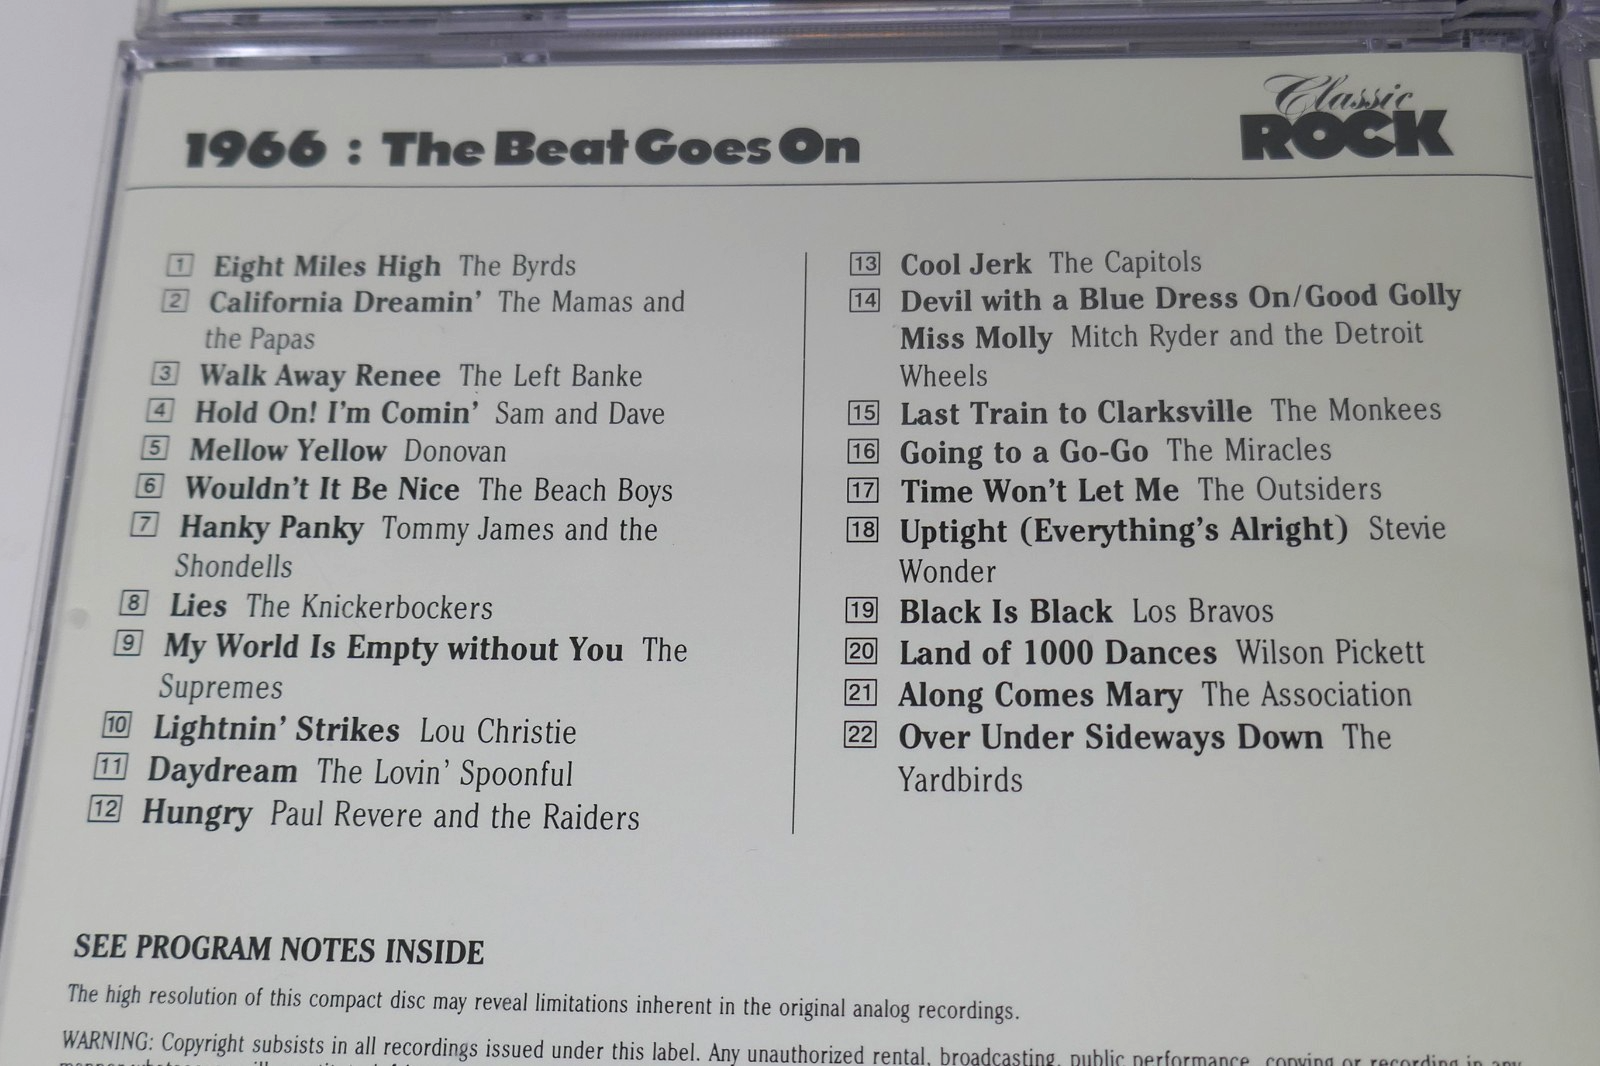 Classic
ROCK
1966 : The Beat Goes On
1 Eight Miles High The Byrds
2 California Dreamin' The Mamas and
the Papas
3 Walk Away Renee The Left Banke
4 Hold On! I'm Comin' Sam and Dave
5 Mellow Yellow Donovan
6 Wouldn't It Be Nice The Beach Boys
7 Hanky Panky Tommy James and the
Shondells
8 Lies The Knickerbockers
9 My World Is Empty without You The
Supremes
10 Lightnin' Strikes Lou Christie
11 Daydream The Lovin' Spoonful
12 Hungry Paul Revere and the Raiders
13 Cool Jerk The Capitols
14 Devil with a Blue Dress On/Good Golly
Miss Molly Mitch Ryder and the Detroit
Wheels
15 Last Train to Clarksville The Monkees
16 Going to a Go-Go The Miracles
17 Time Won't Let Me The Outsiders
18 Uptight (Everything's Alright) Stevie
Wonder
19 Black Is Black Los Bravos
20 Land of 1000 Dances Wilson Pickett
21 Along Comes Mary The Association
22 Over Under Sideways Down The
Yardbirds
SEE PROGRAM NOTES INSIDE
The high resolution of this compact disc may reveal limitations inherent in the original analog recordings.
WARNING: Copyright subsists in all recordings issued under this label. Any unauthorized rental, broadcasting, public performance, copying or recording in any